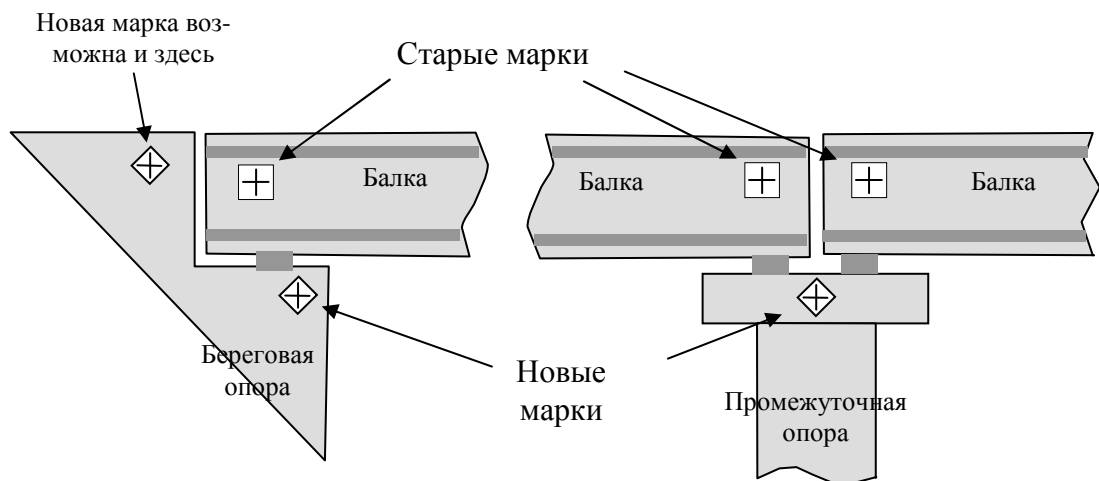 Новая марка воз-
можна и здесь
Старые марки
Балка
Балка
Балка
Береговая
опора
Новые
марки
Промежуточная
опора